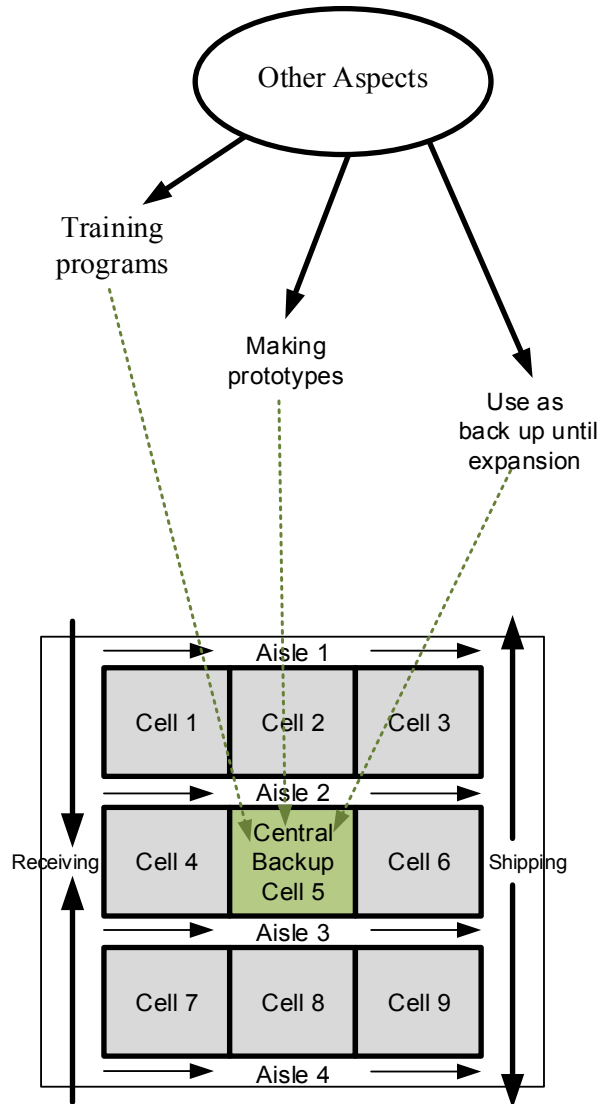 Other Aspects
Training
programs
Making
prototypes
Use as
back up until
expansion
Aisle 1
Cell 1
Cell 2
Cell 3
Aisle 2
Receiving
Cell 4
Central
Backup
Cell 5
Cell 6
Shipping
Aisle 3
Cell 7
Cell 8
Cell 9
Aisle 4